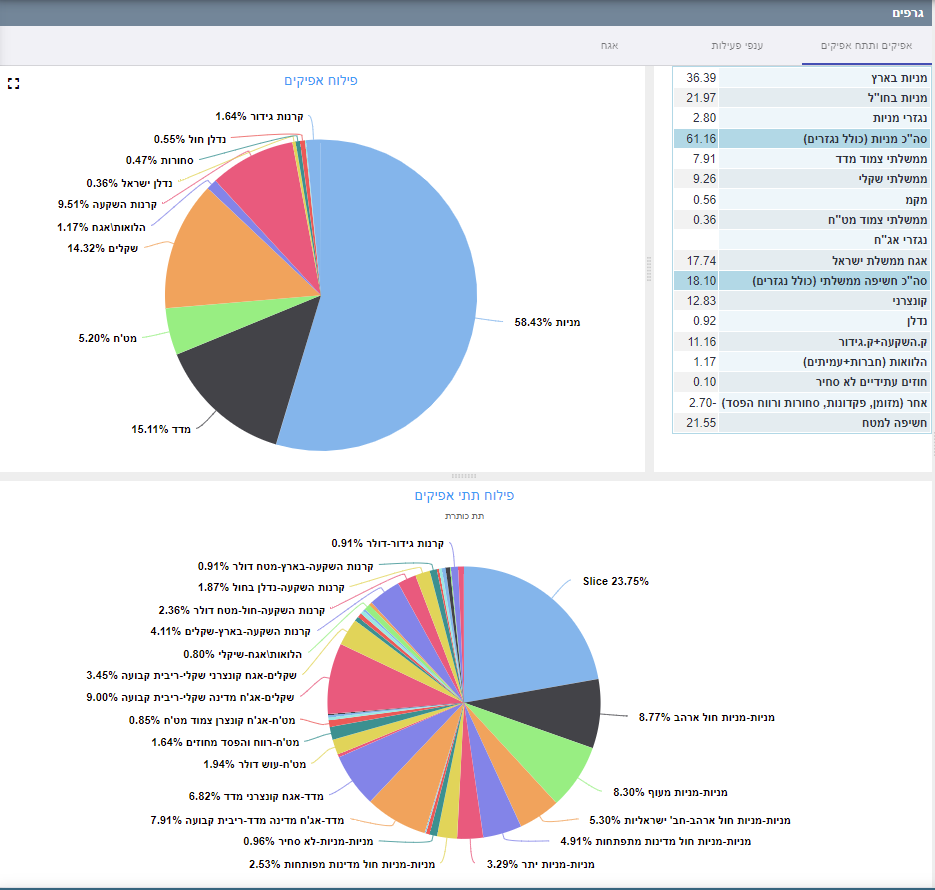 גרפים
אפיקים ותתח אפיקים
ענפי פעילות
אגח
מניות בארץ 36.39
מניות בחו"ל 21.97
נגזרי מניות 2.80
סה"כ מניות (כולל נגזרים) 61.16
ממשלתי צמוד מדד 7.91
ממשלתי שקלי 9.26
מקמ 0.56
ממשלתי צמוד מט"ח 0.36
נגזרי אג"ח
אגח ממשלת ישראל 17.74
סה"כ חשיפה ממשלתי (כולל נגזרים) 18.10
קונצרני 12.83
נדלן 0.92
ק.השקעה+ק.גידור 11.16
הלוואות (חברות+עמיתים) 1.17
חוזים עתידיים לא סחיר 0.10
אחר (מזומן, פקדונות, סחורות ורווח הפסד) 2.70-
חשיפה למטח 21.55
פילוח אפיקים
קרנות גידור 1.64%
נדלן חול 0.55%
סחורות 0.47%
נדלן ישראל 0.36%
קרנות השקעה 9.51%
הלוואות\אגח 1.17%
שקלים 14.32%
מט'ח 5.20%
מדד 15.11%
מניות 58.43%
פילוח תתי אפיקים
תת כותרת
קרנות גידור-דולר 0.91%
קרנות השקעה-בארץ-מטח דולר 0.91%
קרנות השקעה-נדלן בחול 1.87%
קרנות השקעה-חול-מטח דולר 2.36%
קרנות השקעה-בארץ-שקלים 4.11%
הלוואות\אגח-שיקלי 0.80%
שקלים-אגח קונצרני שקלי-ריבית קבועה 3.45%
שקלים-אג'ח מדינה שקלי-ריבית קבועה 9.00%
מט'ח-אג'ח קונצרן צמוד מט'ח 0.85%
מט'ח-רווח והפסד מחוזים 1.64%
מט'ח-עוש דולר 1.94%
מדד-אגח קונצרני מדד 6.82%
מדד-אג'ח מדינה מדד-ריבית קבועה 7.91%
מניות-מניות-לא סחיר 0.96%
מניות-מניות חול מדינות מפותחות 2.53%
מניות-מניות יתר 3.29%
מניות-מניות חול מדינות מתפתחות 4.91%
מניות-מניות חול ארהב-חב' ישראליות 5.30%
מניות-מניות מעוף 8.30%
מניות-מניות חול ארהב 8.77%
Slice 23.75%